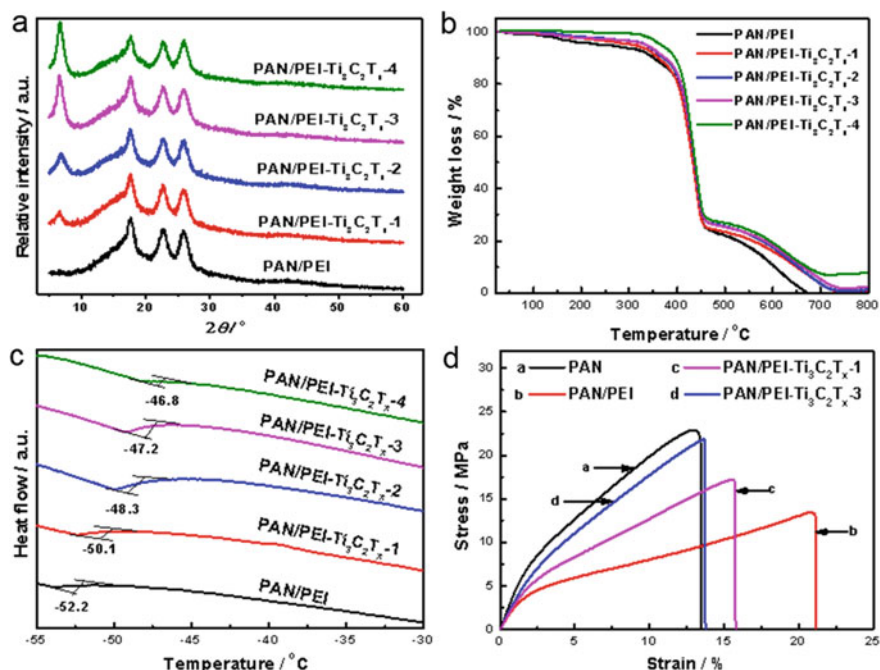 a
PAN/PEI-Ti₃C₂Tₓ-4
PAN/PEI-Ti₃C₂Tₓ-3
PAN/PEI-Ti₃C₂Tₓ-2
PAN/PEI-Ti₃C₂Tₓ-1
PAN/PEI
Relative intensity / a.u.
10 20 30 40 50 60
2θ/°
b
PAN/PEI
PAN/PEI-Ti₃C₂Tₓ-1
PAN/PEI-Ti₃C₂Tₓ-2
PAN/PEI-Ti₃C₂Tₓ-3
PAN/PEI-Ti₃C₂Tₓ-4
Weight loss / %
100
80
60
40
20
0
100 200 300 400 500 600 700 800
Temperature / °C
c
PAN/PEI-Ti₃C₂Tₓ-4
-46.8
PAN/PEI-Ti₃C₂Tₓ-3
-47.2
PAN/PEI-Ti₃C₂Tₓ-2
-48.3
PAN/PEI-Ti₃C₂Tₓ-1
-50.1
PAN/PEI
-52.2
Heat flow / a.u.
-55 -50 -45 -40 -35 -30
Temperature / °C
d
a PAN c PAN/PEI-Ti₃C₂Tₓ-1
b PAN/PEI d PAN/PEI-Ti₃C₂Tₓ-3
a
d
c
b
Stress / MPa
30
25
20
15
10
5
0
0 5 10 15 20 25
Strain / %